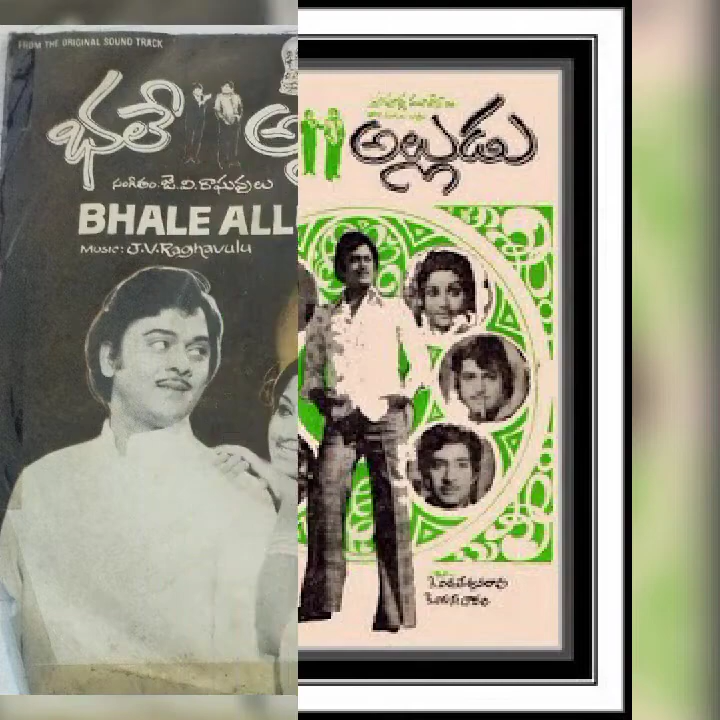 FROM THE ORIGINAL SOUND TRACK
భలే
సంగీతం. జె.వి.రాఘవులు
BHALE ALL
MUSIC: J.V.Raghavulu
అల్లుడు